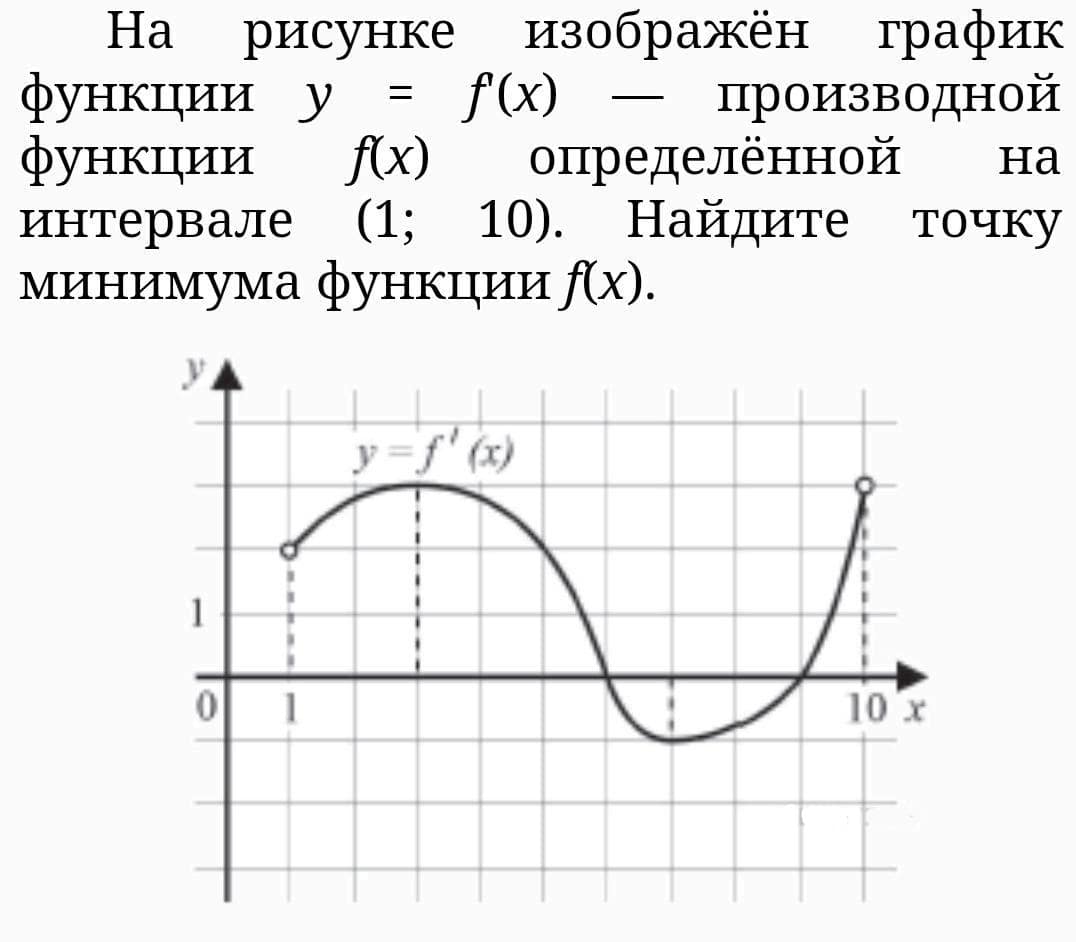 На рисунке изображён график
функции y = f'(x) — производной
функции f(x) определённой на
интервале (1; 10). Найдите точку
минимума функции f(x).
y
y = f' (x)
1
0 1 10 x